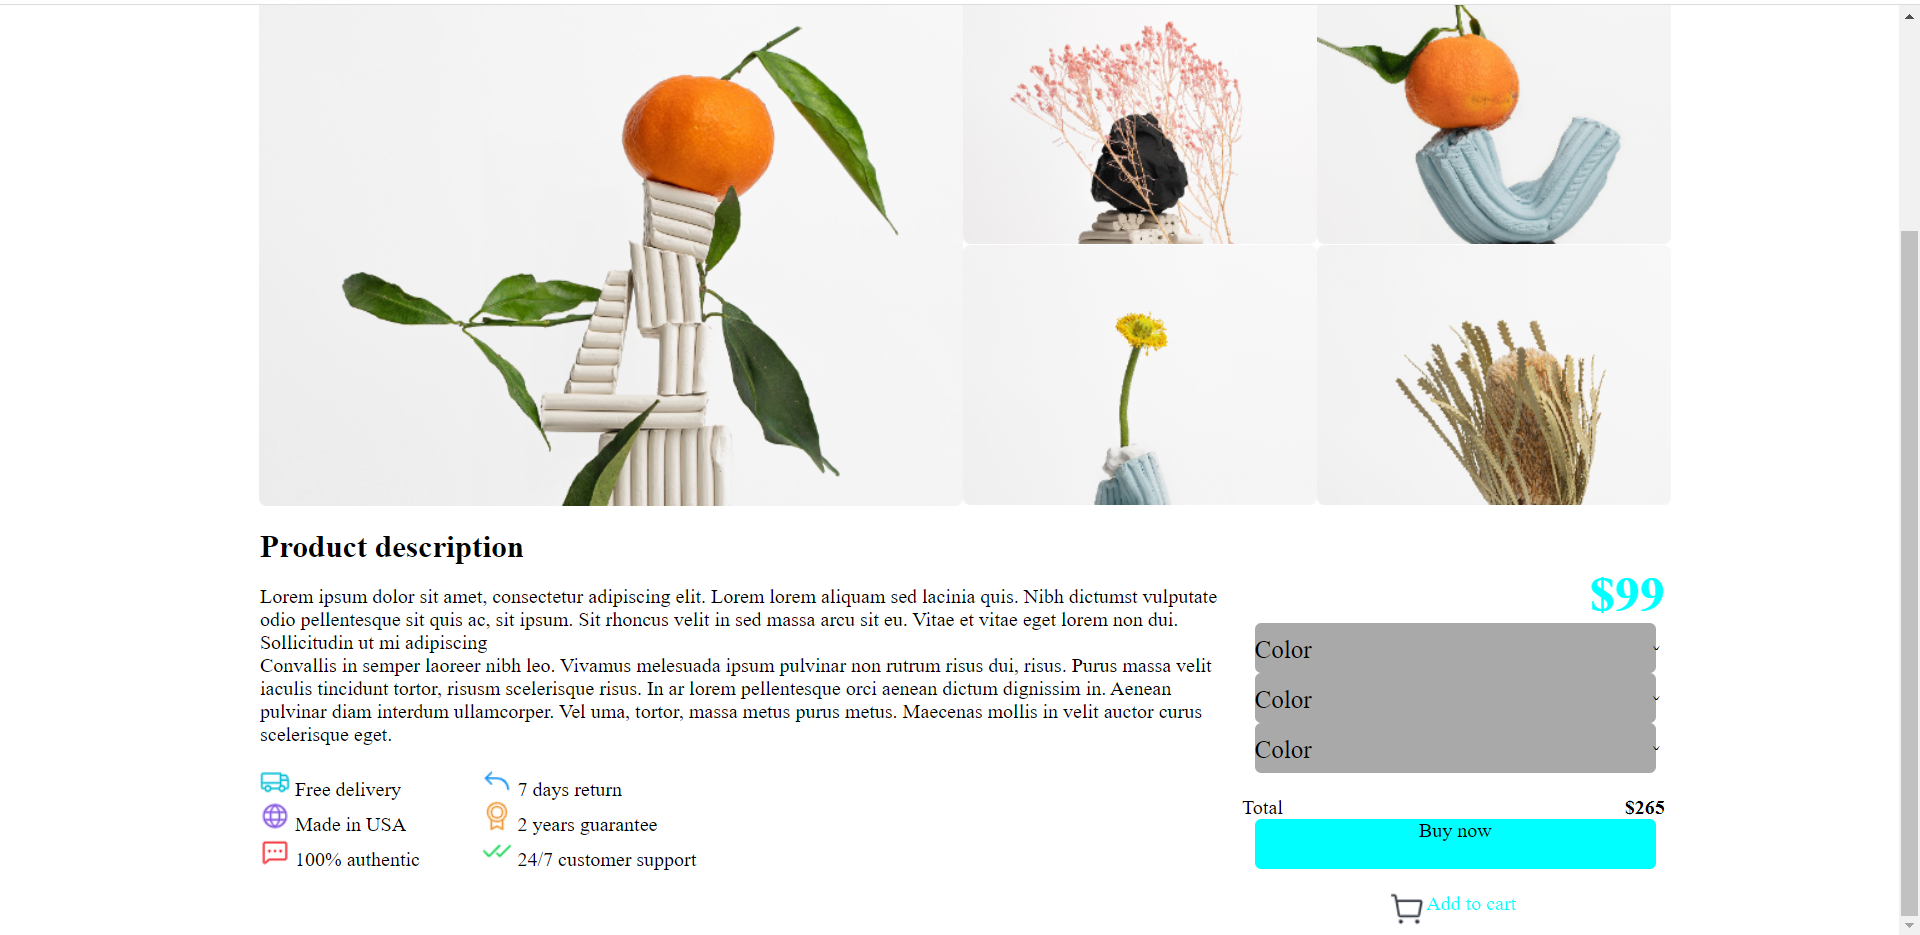 Product description
Lorem ipsum dolor sit amet, consectetur adipiscing elit. Lorem lorem aliquam sed lacinia quis. Nibh dictumst vulputate
odio pellentesque sit quis ac, sit ipsum. Sit rhoncus velit in sed massa arcu sit eu. Vitae et vitae eget lorem non dui.
Sollicitudin ut mi adipiscing
Convallis in semper laoreer nibh leo. Vivamus melesuada ipsum pulvinar non rutrum risus dui, risus. Purus massa velit
iaculis tincidunt tortor, risusm scelerisque risus. In ar lorem pellentesque orci aenean dictum dignissim in. Aenean
pulvinar diam interdum ullamcorper. Vel uma, tortor, massa metus purus metus. Maecenas mollis in velit auctor curus
scelerisque eget.
Free delivery
7 days return
Made in USA
2 years guarantee
100% authentic
24/7 customer support
$99
Color
Color
Color
Total $265
Buy now
Add to cart